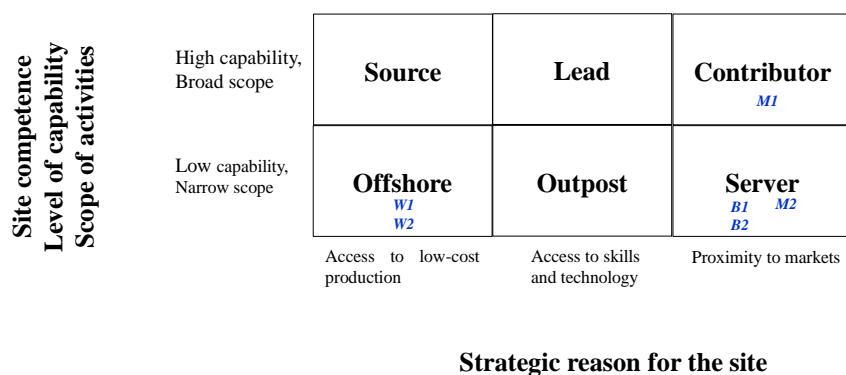 Site competence
Level of capability
Scope of activities
High capability,
Broad scope
Source
Lead
Contributor
M1
Low capability,
Narrow scope
Offshore
W1
W2
Outpost
Server
B1 M2
B2
Access to low-cost
production
Access to skills
and technology
Proximity to markets
Strategic reason for the site